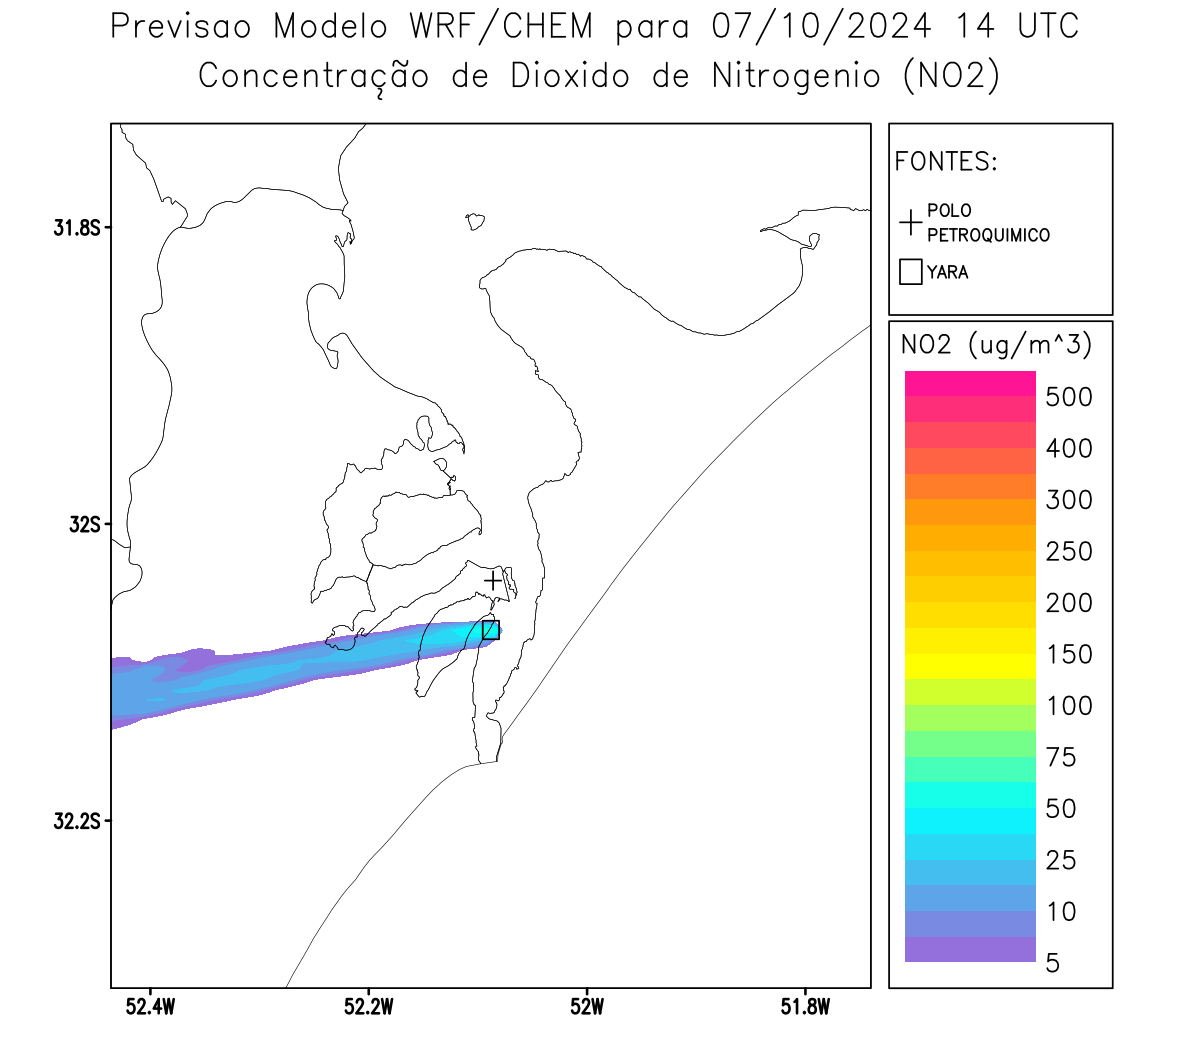 Previsao Modelo WRF/CHEM para 07/10/2024 14 UTC
Concentração de Dioxido de Nitrogenio (NO2)
FONTES:
POLO
PETROQUIMICO
YARA
NO2 (ug/m^3)
500
400
300
250
200
150
100
75
50
25
10
5
31.8S
32S
32.2S
52.4W 52.2W 52W 51.8W